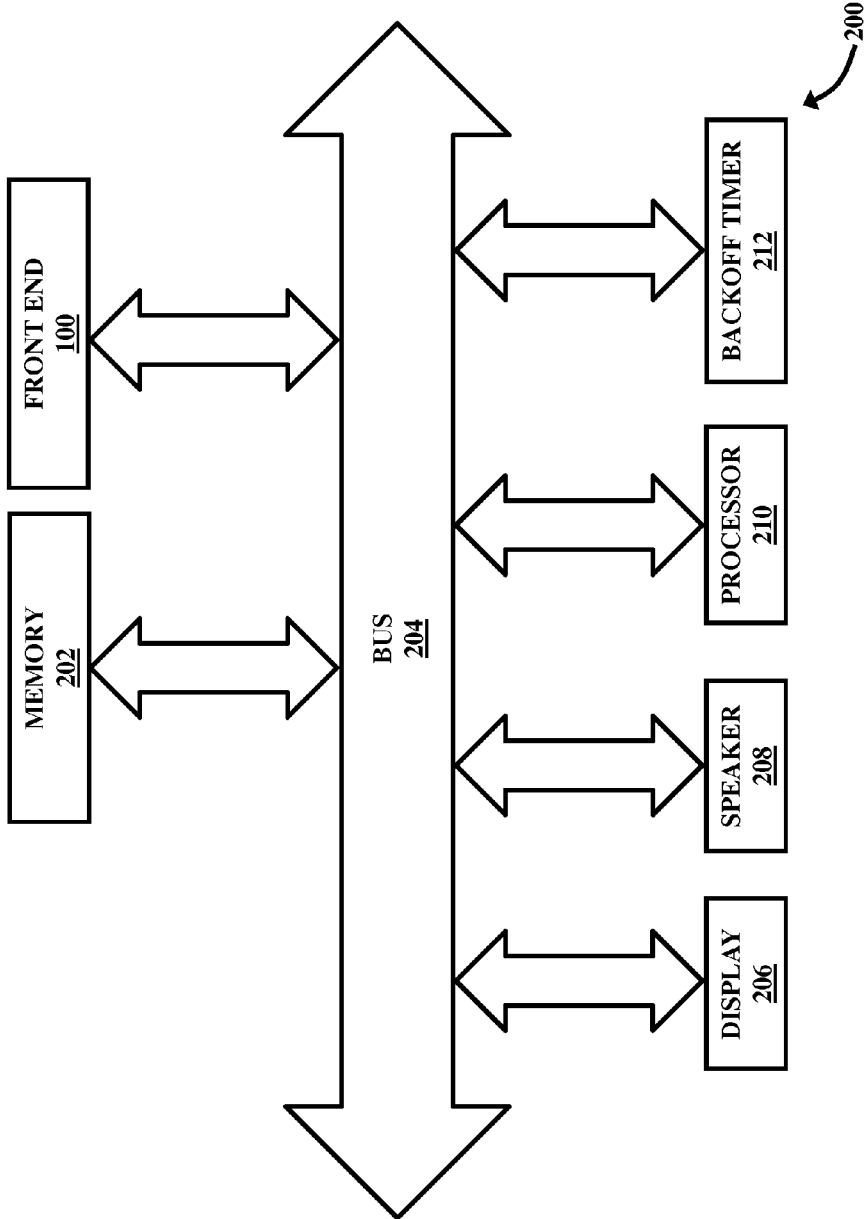 MEMORY
202
FRONT END
100
BUS
204
DISPLAY
206
SPEAKER
208
PROCESSOR
210
BACKOFF TIMER
212
200